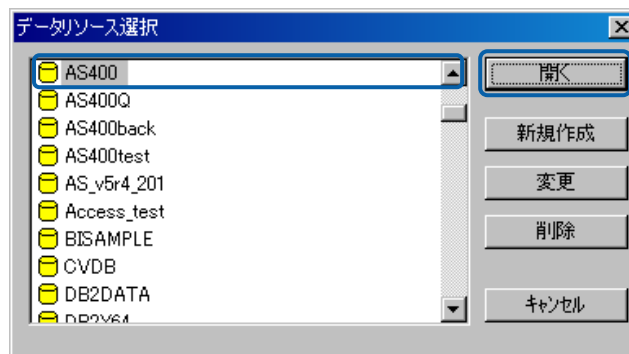 データソース選択
AS400
開く
AS400Q
AS400back
新規作成
AS400test
AS_v5r4_201
変更
Access_test
BISAMPLE
削除
CVDB
DB2DATA
キャンセル
DB2Y64